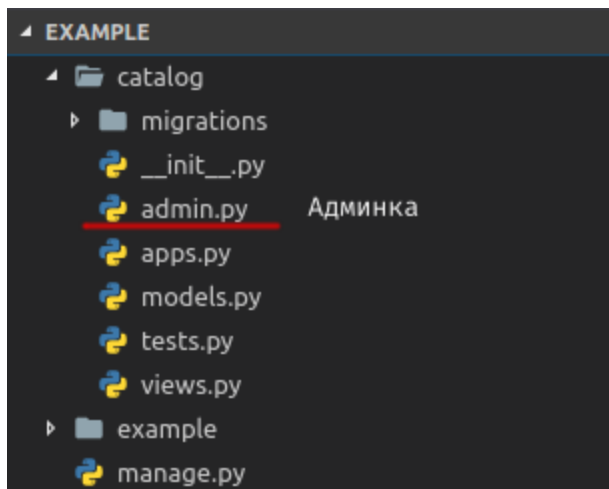 EXAMPLE
catalog
migrations
__init__.py
admin.py Админка
apps.py
models.py
tests.py
views.py
example
manage.py